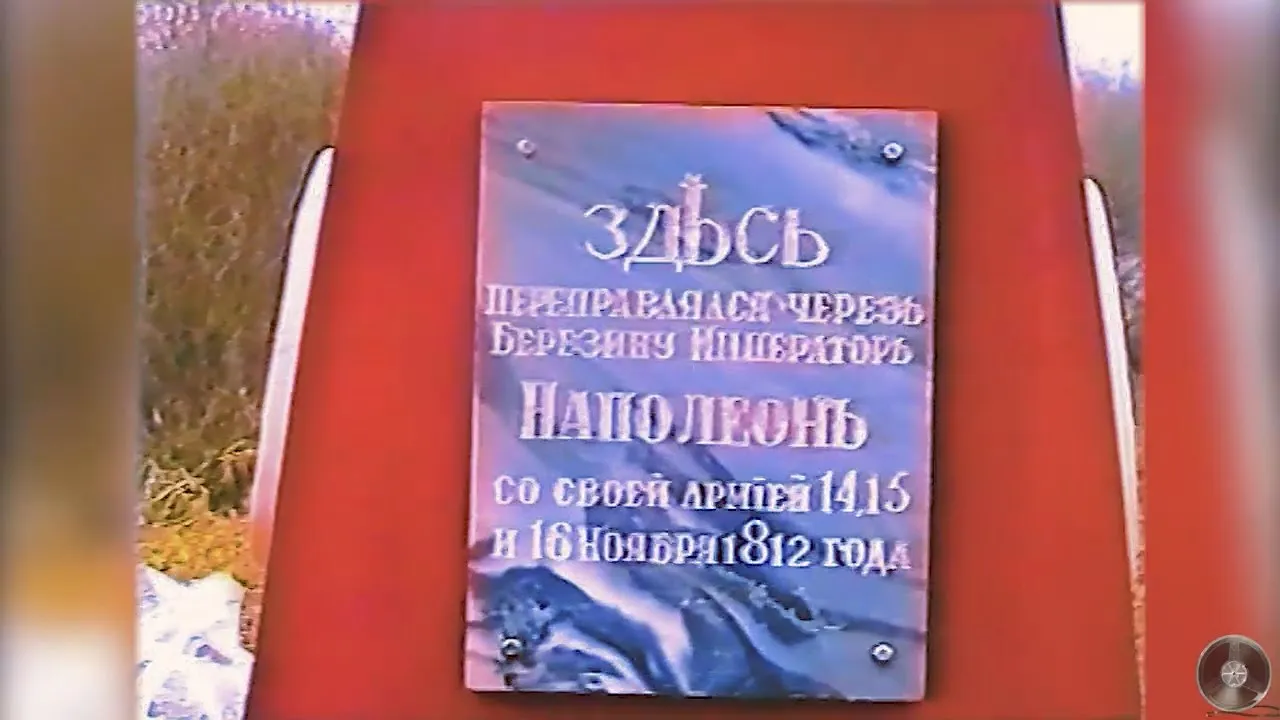 ЗДѢСЬ
ПЕРЕПРАВЛЯЛСЯ ЧЕРЕЗЪ
БЕРЕЗИНУ ИМПЕРАТОРЪ
НАПОЛЕОНЪ
СО СВОЕЙ АРМІЕЙ 14,15
И 16 НОЯБРЯ 1812 ГОДА